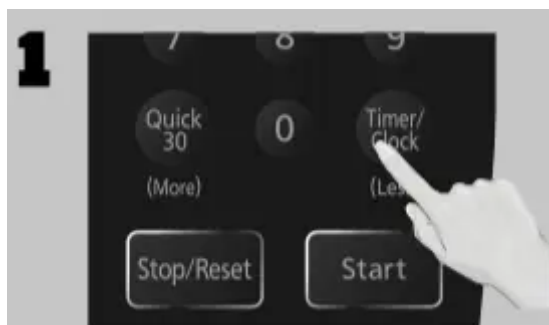 1
7 8 9
Quick
30
0
Timer/
Clock
(More)
Stop/Reset
Start